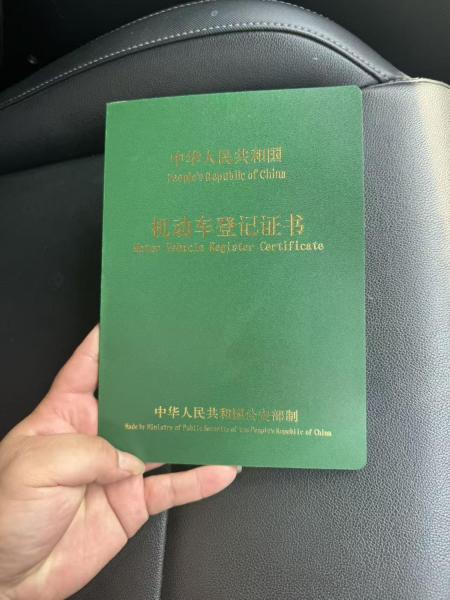 中华人民共和国
People's Republic of China
机动车登记证书
Motor Vehicle Register Certificate
中华人民共和国公安部制
Made by Ministry of Public Security of the People's Republic of China